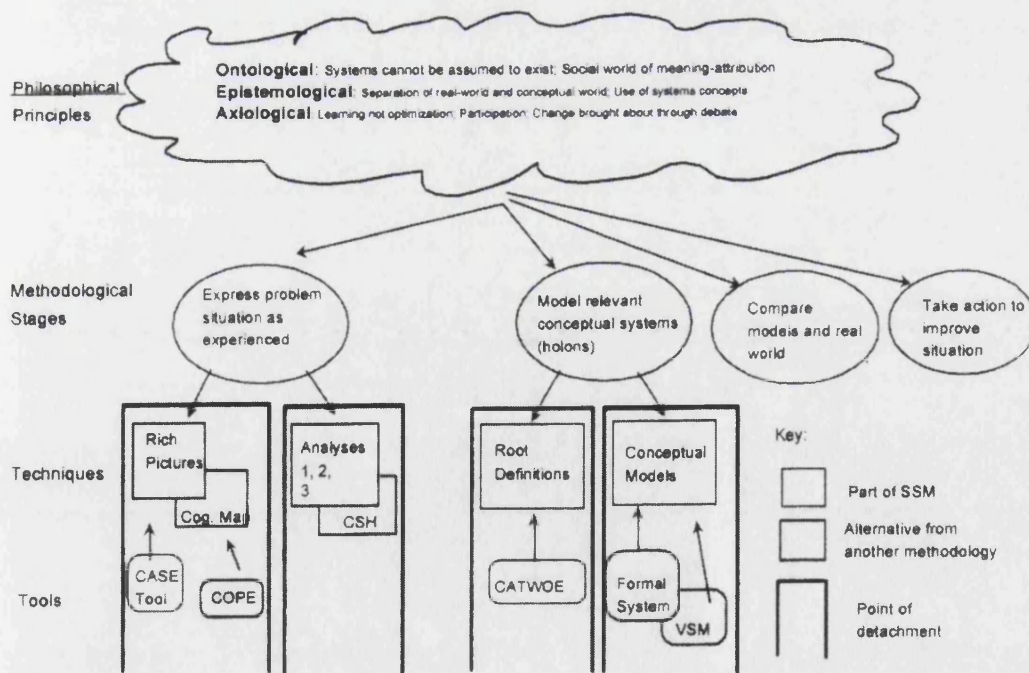 Ontological: Systems cannot be assumed to exist; Social world of meaning-attribution
Epistemological: Separation of real-world and conceptual world; Use of systems concepts
Axiological: Learning not optimization; Participation; Change brought about through debate
Philosophical
Principles
Methodological
Stages
Express problem
situation as
experienced
Model relevant
conceptual systems
(holons)
Compare
models and real
world
Take action to
improve
situation
Techniques
Rich
Pictures
Cog. Map
Analyses
1, 2,
3
CSH
Root
Definitions
Conceptual
Models
Tools
CASE
Tool
COPE
CATWOE
Formal
System
VSM
Key:
Part of SSM
Alternative from
another methodology
Point of
detachment